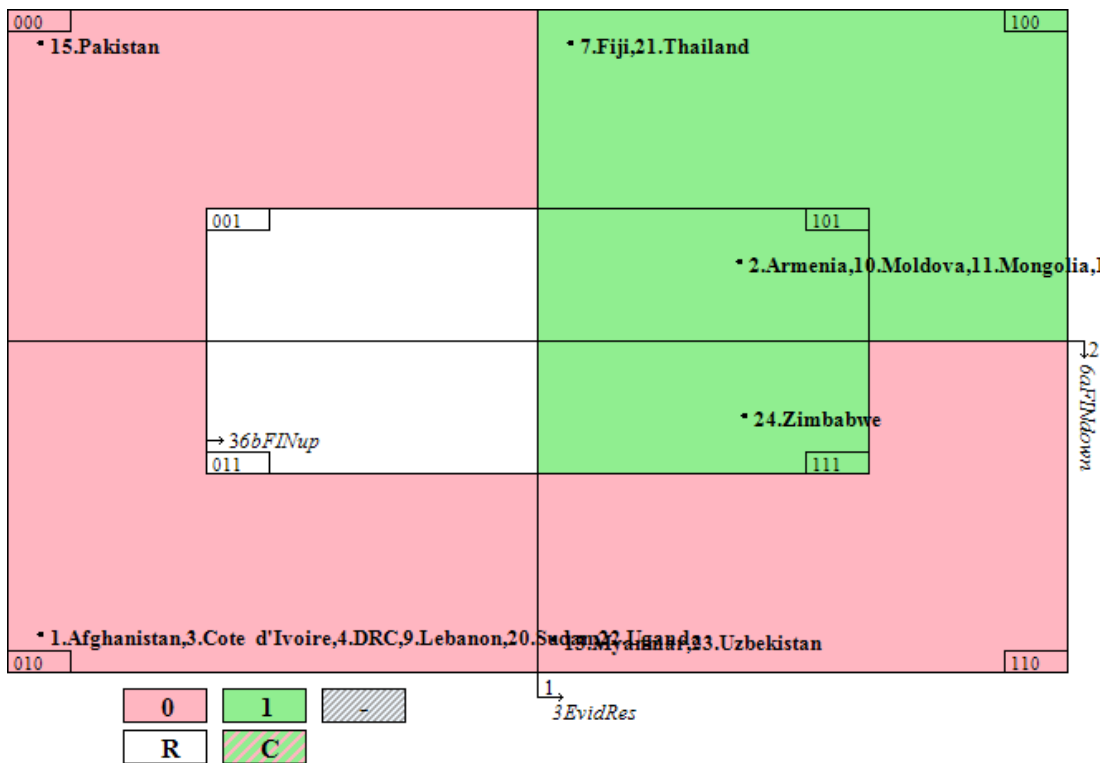 000
100
15.Pakistan
7.Fiji,21.Thailand
001
101
2.Armenia,10.Moldova,11.Mongolia,1
2
6aFINdown
24.Zimbabwe
36bFINup
011
111
1.Afghanistan,3.Cote d'Ivoire,4.DRC,9.Lebanon,20.Sudan,22.Uganda
23.Uzbekistan
010
110
0
1
-
1
3EvidRes
R
C